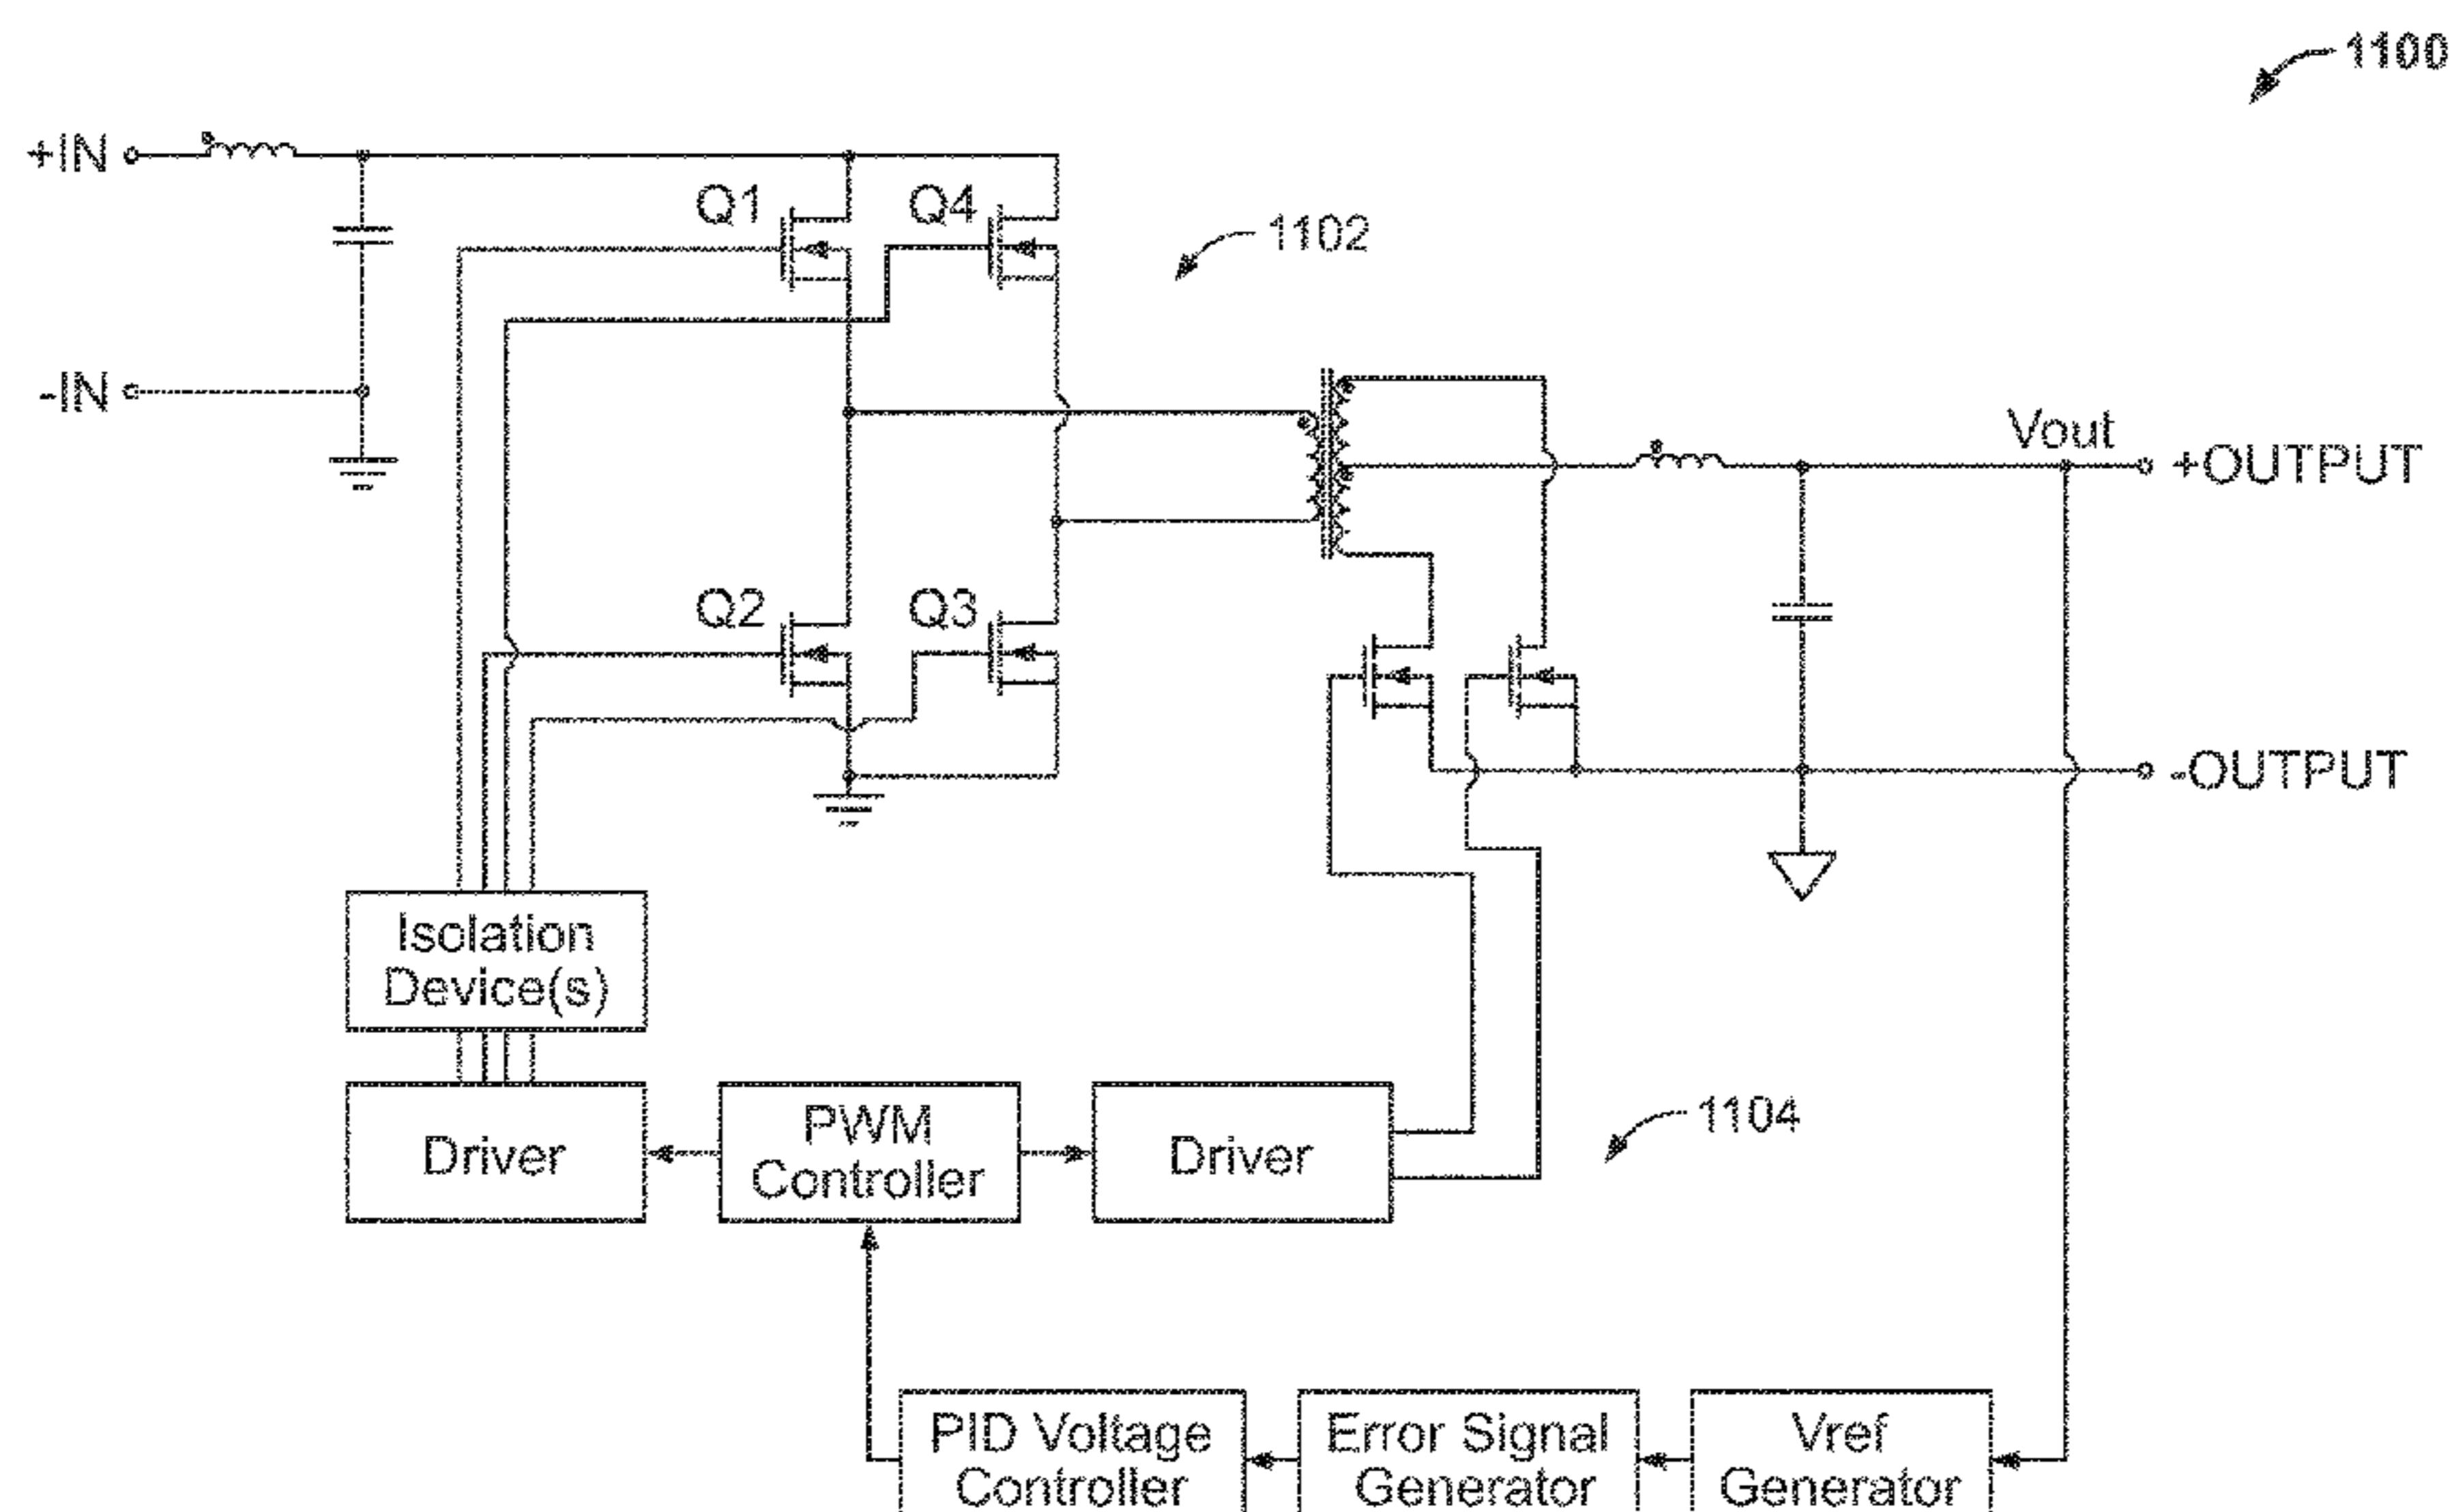 1100
+IN
Q1
Q4
1102
-IN
Vout
+OUTPUT
Q2
Q3
-OUTPUT
Isolation
Device(s)
Driver
PWM
Controller
Driver
1104
PID Voltage
Controller
Error Signal
Generator
Vref
Generator